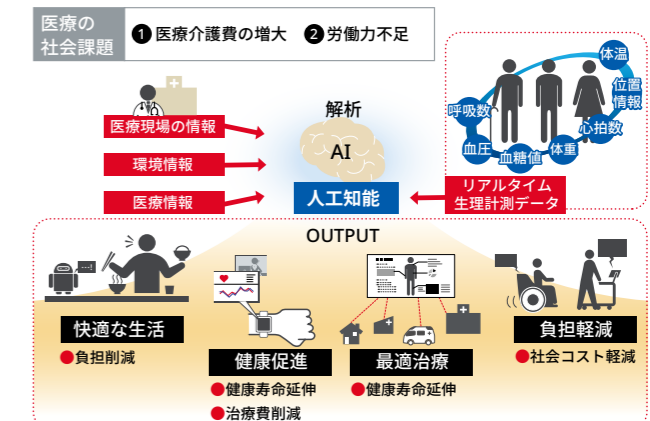 医療の
社会課題
❶医療介護費の増大 ❷労働力不足
体温
位置
情報
心拍数
体重
血糖値
血圧
呼吸数
解析
AI
人工知能
医療現場の情報
環境情報
医療情報
リアルタイム
生理計測データ
OUTPUT
快適な生活
●負担削減
健康促進
●健康寿命延伸
●治療費削減
最適治療
●健康寿命延伸
負担軽減
●社会コスト軽減